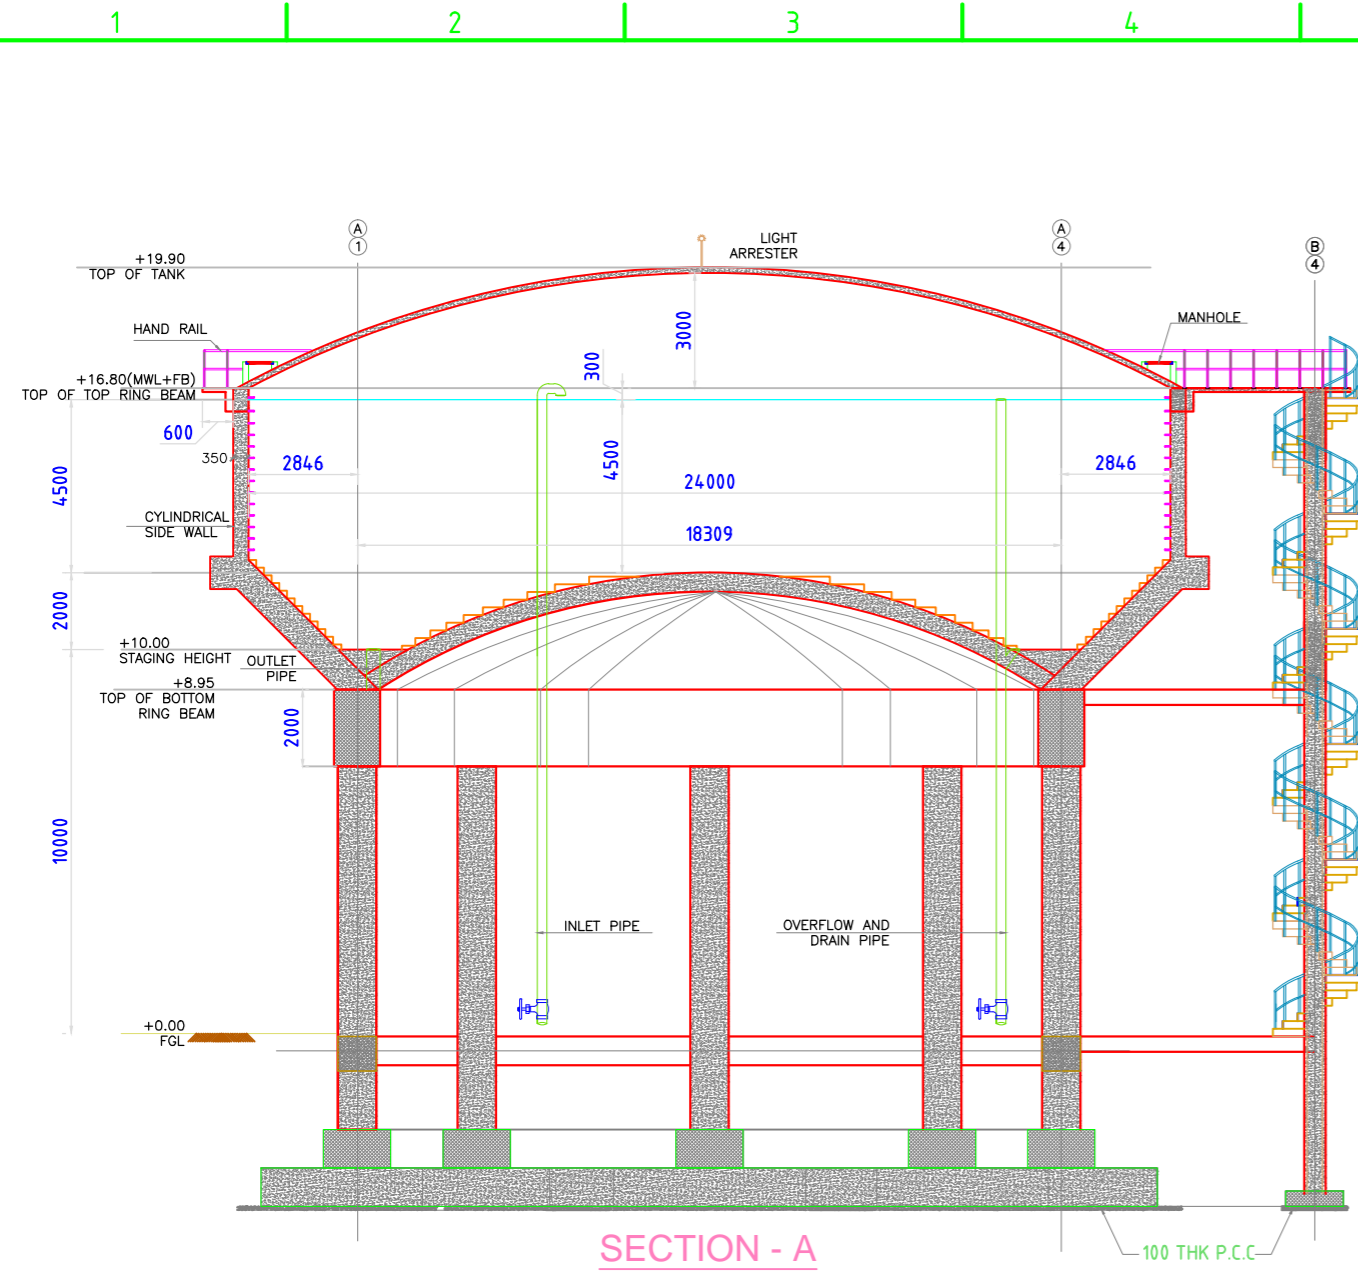 1 2 3 4
A
1
A
4
B
4
LIGHT
ARRESTER
+19.90
TOP OF TANK
HAND RAIL
MANHOLE
3000
300
+16.80(MWL+FB)
TOP OF TOP RING BEAM
600
350
2846
4500
2846
24000
4500
18309
CYLINDRICAL
SIDE WALL
2000
+10.00
STAGING HEIGHT
OUTLET
PIPE
+8.95
TOP OF BOTTOM
RING BEAM
2000
10000
INLET PIPE
OVERFLOW AND
DRAIN PIPE
+0.00
FGL
SECTION - A
100 THK P.C.C